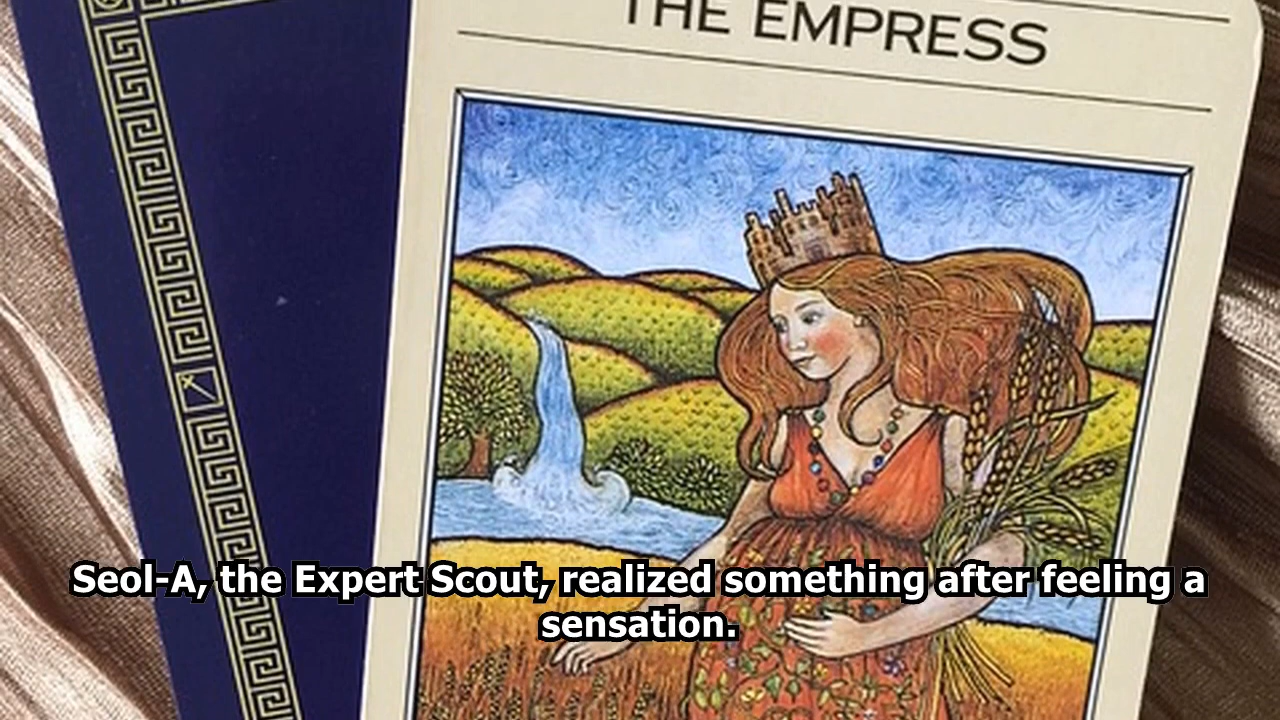 THE EMPRESS
Seol-A, the Expert Scout, realized something after feeling a
sensation.